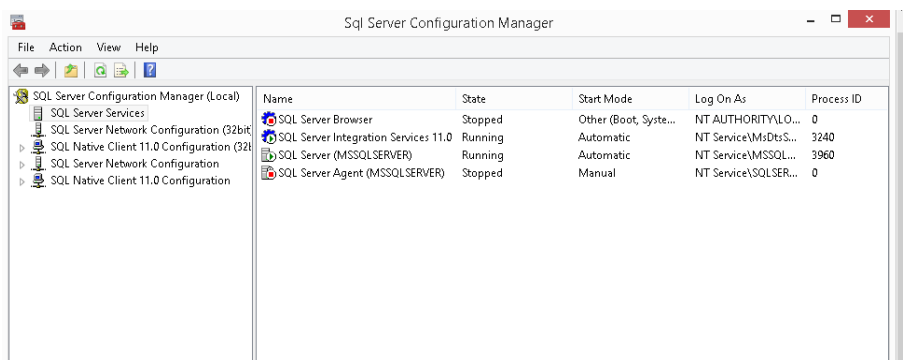 Sql Server Configuration Manager
File Action View Help
SQL Server Configuration Manager (Local)
SQL Server Services
SQL Server Network Configuration (32bit
SQL Native Client 11.0 Configuration (32b
SQL Server Network Configuration
SQL Native Client 11.0 Configuration
Name State Start Mode Log On As Process ID
SQL Server Browser Stopped Other (Boot, Syste... NT AUTHORITY\LO... 0
SQL Server Integration Services 11.0 Running Automatic NT Service\MsDtsS... 3240
SQL Server (MSSQLSERVER) Running Automatic NT Service\MSSQL... 3960
SQL Server Agent (MSSQLSERVER) Stopped Manual NT Service\SQLSER... 0